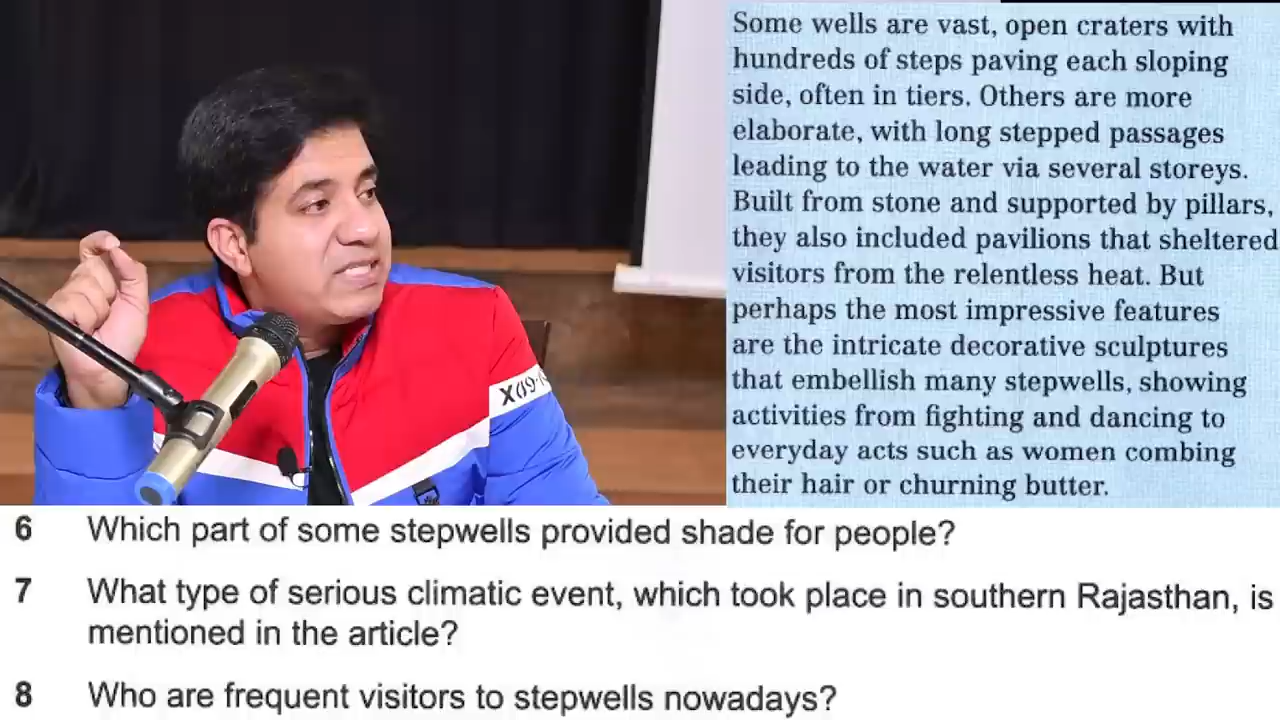 Some wells are vast, open craters with
hundreds of steps paving each sloping
side, often in tiers. Others are more
elaborate, with long stepped passages
leading to the water via several storeys.
Built from stone and supported by pillars,
they also included pavilions that sheltered
visitors from the relentless heat. But
perhaps the most impressive features
are the intricate decorative sculptures
that embellish many stepwells, showing
activities from fighting and dancing to
everyday acts such as women combing
their hair or churning butter.
6 Which part of some stepwells provided shade for people?
7 What type of serious climatic event, which took place in southern Rajasthan, is
mentioned in the article?
8 Who are frequent visitors to stepwells nowadays?